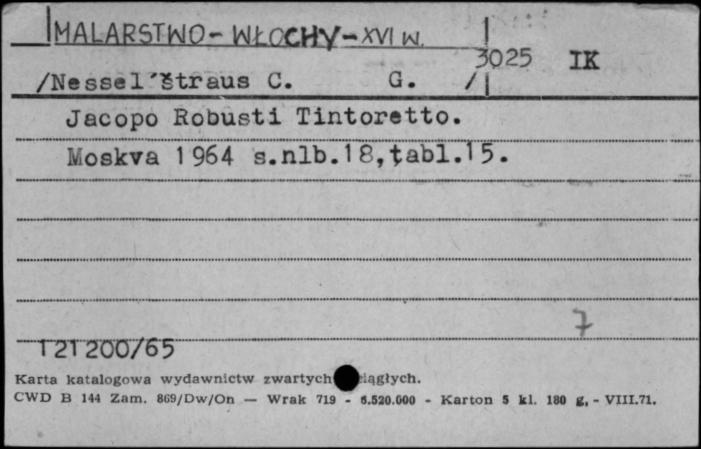 MALARSTWO - WŁOCHY - XVI w.
3025 IK
/Nessel'štraus C. G. /
Jacopo Robusti Tintoretto.
Moskva 1964 s.nlb.18,tabl.15.
7
121200/65
Karta katalogowa wydawnictw zwartych iągłych.
CWD B 144 Zam. 869/Dw/On — Wrak 719 - 6.520.000 - Karton 5 kl. 180 g, - VIII.71.